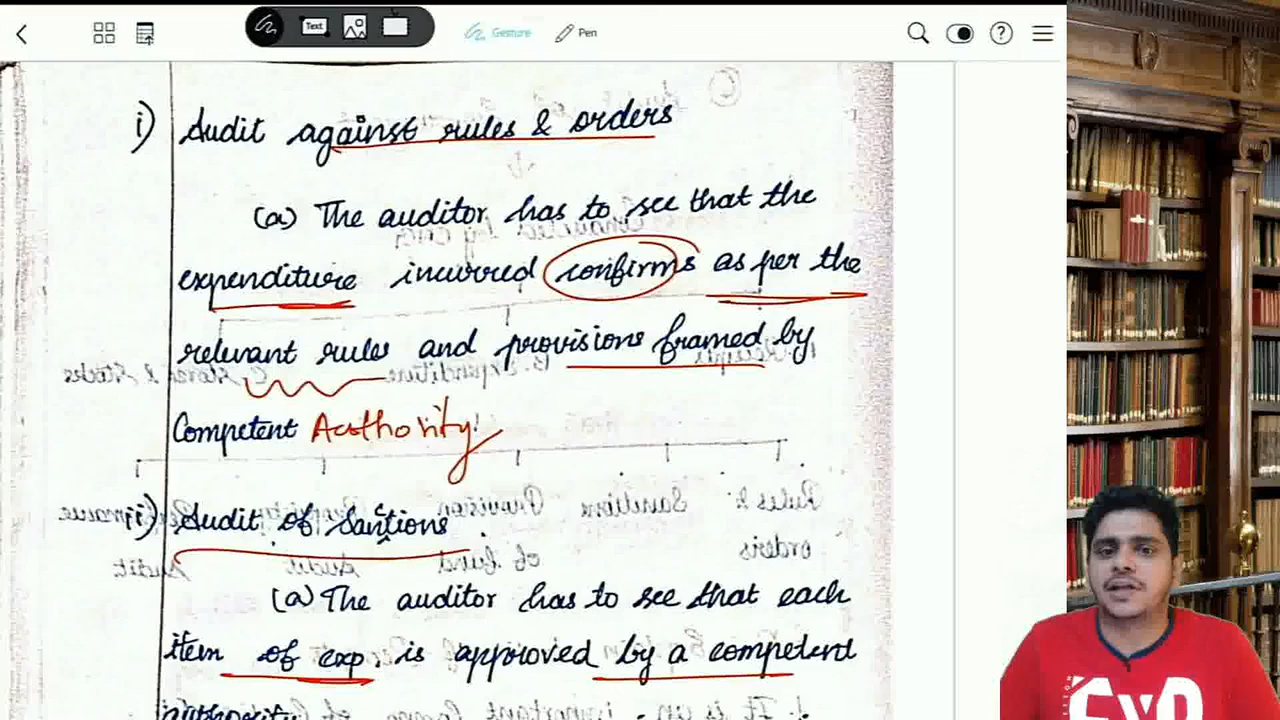 Text
Gesture
Pen
?
i) Audit against rules & orders
(a) The auditor has to see that the
expenditure incurred confirms as per the
relevant rules and provisions framed by
Competent Authority
ii) Audit of Sanctions
(a) The auditor has to see that each
item of exp. is approved by a competent
authority